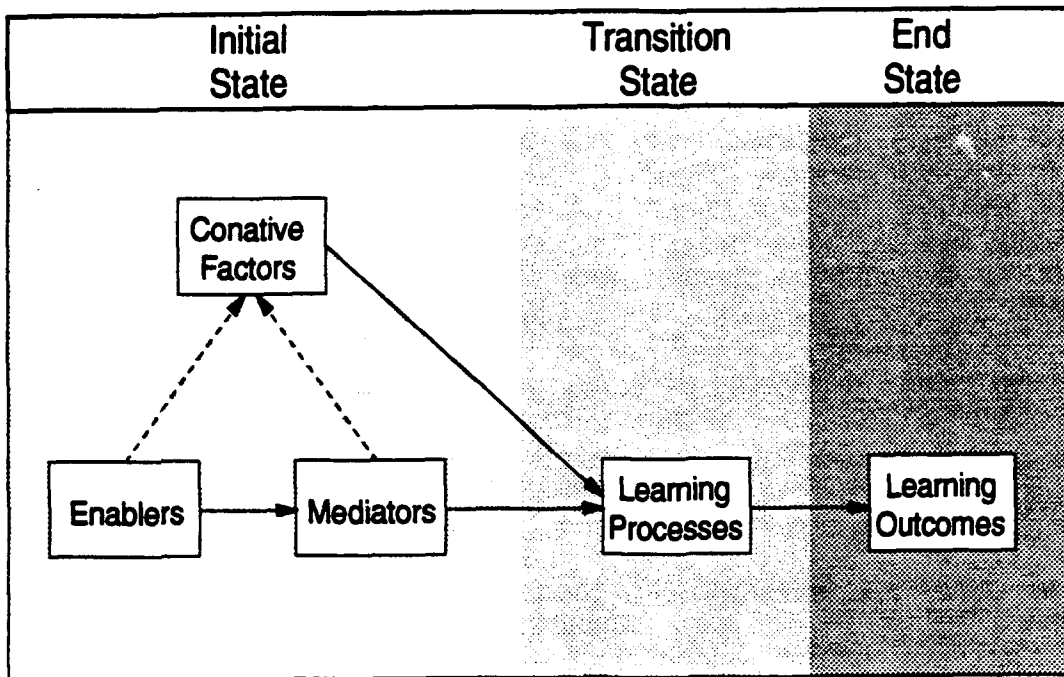 Initial
State
Transition
State
End
State
Conative
Factors
Enablers
Mediators
Learning
Processes
Learning
Outcomes